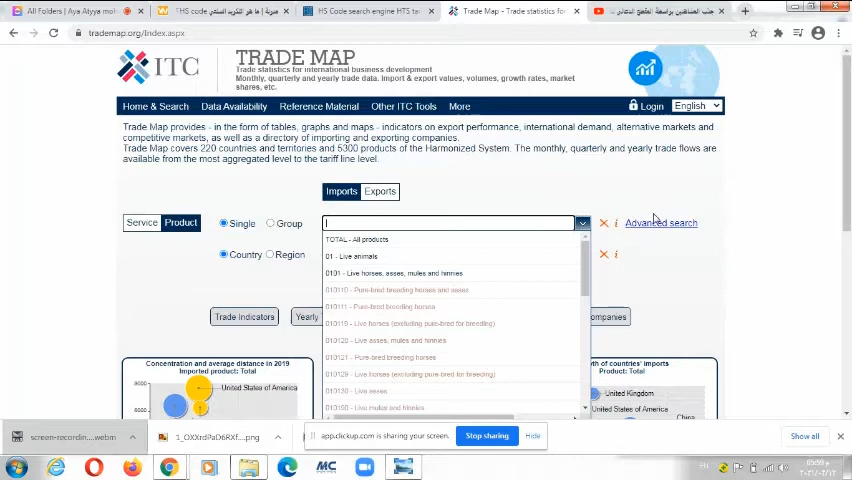 All Folders | Aya Atyya mo
HS Code search engine HTS ta
Trade Map - Trade statistics for
trademap.org/Index.aspx
ITC
TRADE MAP
Trade statistics for international business development
Monthly, quarterly and yearly trade data. Import & export values, volumes, growth rates, market
shares, etc.
Home & Search Data Availability Reference Material Other ITC Tools More Login English
Trade Map provides - in the form of tables, graphs and maps - indicators on export performance, international demand, alternative markets and
competitive markets, as well as a directory of importing and exporting companies.
Trade Map covers 220 countries and territories and 5300 products of the Harmonized System. The monthly, quarterly and yearly trade flows are
available from the most aggregated level to the tariff line level.
Imports Exports
Service Product Single Group Advanced search
TOTAL - All products
Country Region
01 - Live animals
0101 - Live horses, asses, mules and hinnies
010110 - Pure-bred breeding horses and asses
010111 - Pure-bred breeding horses
Trade Indicators Yearly ompanies
010119 - Live horses (excluding pure-bred for breeding)
010120 - Live asses, mules and hinnies
010121 - Pure-bred breeding horses
010129 - Live horses (excluding pure-bred for breeding)
010130 - Live asses
010190 - Live mules and hinnies
Concentration and average distance in 2019
Imported product: Total
8000
6000
United States of America
th of countries' imports
Product: Total
United Kingdom
United States of America
China
screen-recordin....webm
1_OXXrdPaD6RXf....png
app.clickup.com is sharing your screen.
Stop sharing
Hide
Show all
EN